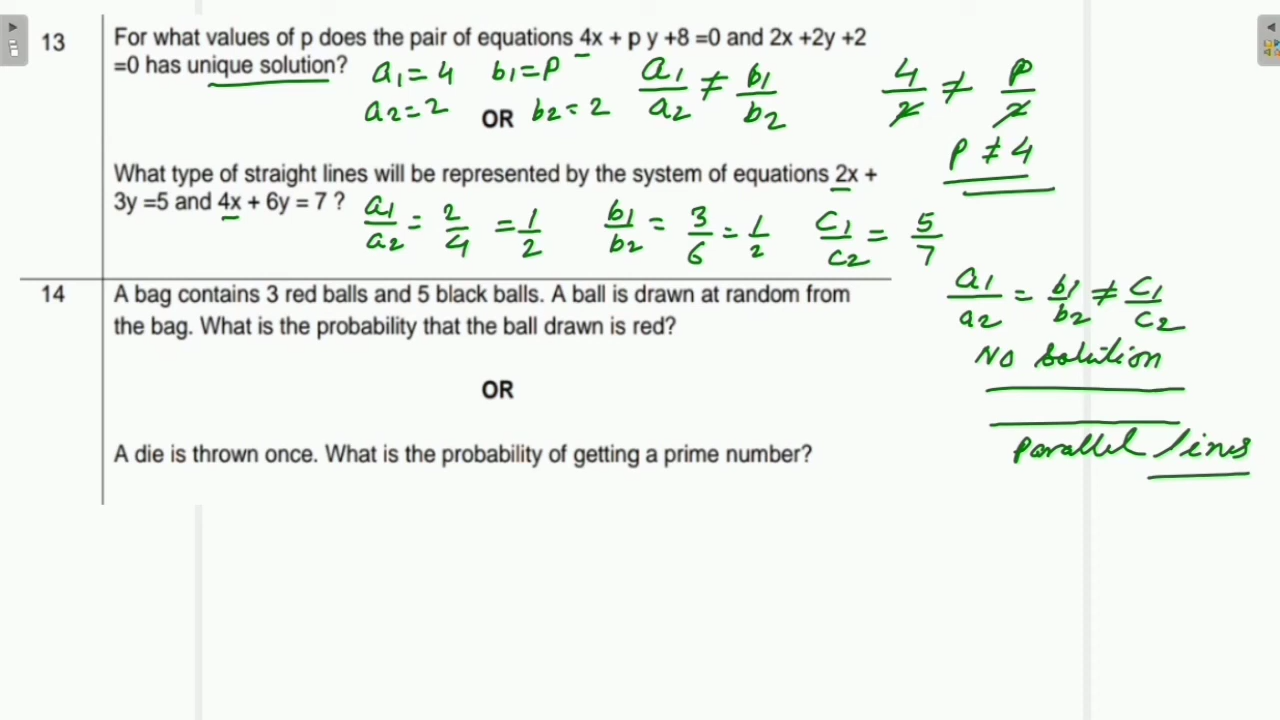 13 For what values of p does the pair of equations 4x + p y +8 =0 and 2x +2y +2
=0 has unique solution?
a1 = 4 b1 = P a1/a2 ≠ b1/b2 4/2 ≠ P/2
a2 = 2 b2 = 2
OR
P ≠ 4
What type of straight lines will be represented by the system of equations 2x +
3y =5 and 4x + 6y = 7 ?
a1/a2 = 2/4 = 1/2 b1/b2 = 3/6 = 1/2 C1/C2 = 5/7
a1/a2 = b1/b2 ≠ C1/C2
No solution
Parallel lines
14 A bag contains 3 red balls and 5 black balls. A ball is drawn at random from
the bag. What is the probability that the ball drawn is red?
OR
A die is thrown once. What is the probability of getting a prime number?